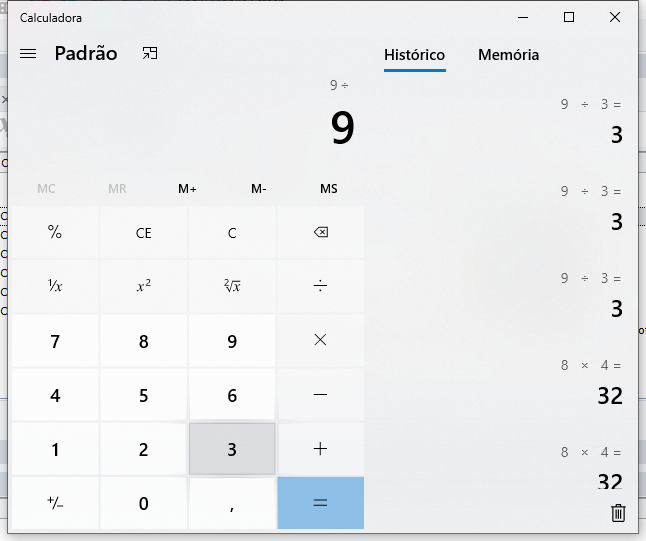 Calculadora
Padrão
9 ÷
9
MC MR M+ M- MS
% CE C
¹/x x² ²√x ÷
7 8 9 ×
4 5 6 −
1 2 3 +
+/− 0 , =
Histórico Memória
9 ÷ 3 =
3
9 ÷ 3 =
3
9 ÷ 3 =
3
8 × 4 =
32
8 × 4 =
32